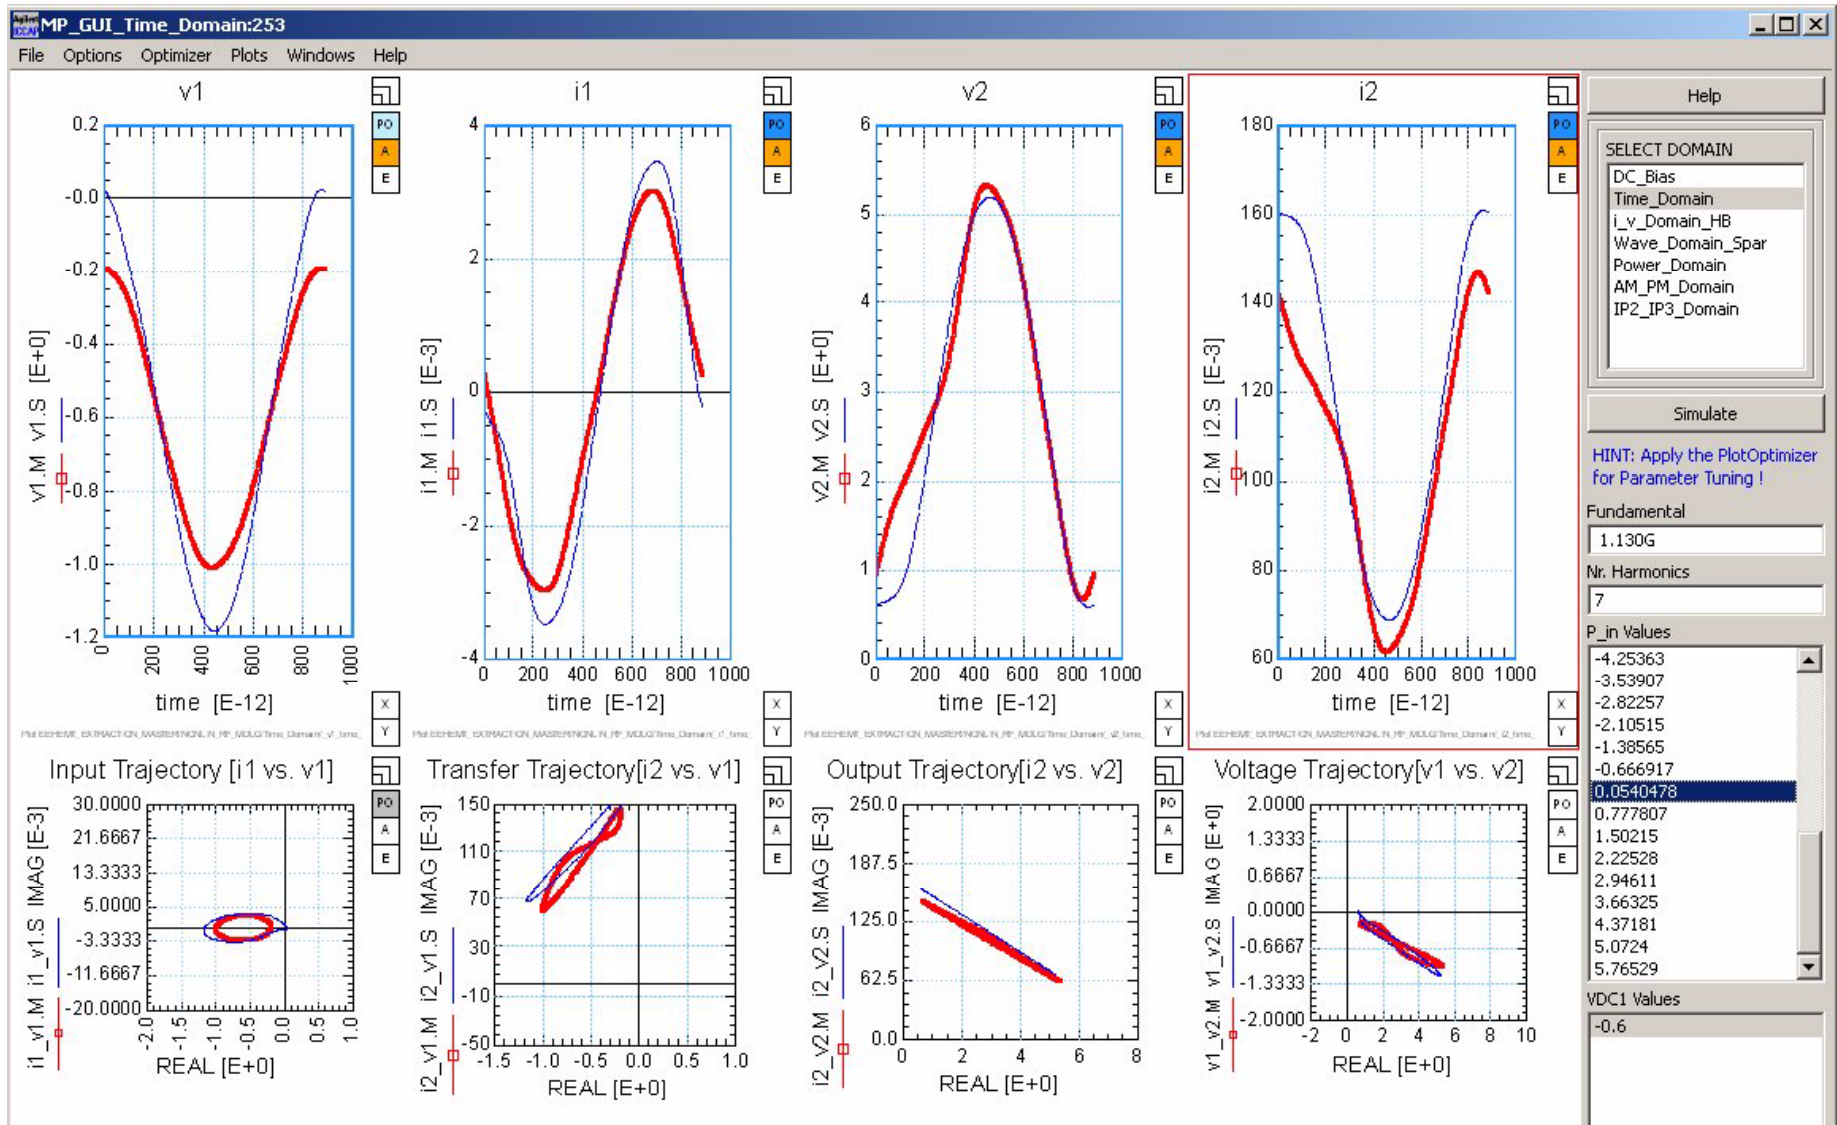 Agilent
ICCAP
MP_GUI_Time_Domain:253
File Options Optimizer Plots Windows Help
v1
0.2
-0.0
-0.2
-0.4
-0.6
-0.8
-1.0
-1.2
0 200 400 600 800 1000
time [E-12]
v1.M v1.S [E+0]
PO
A
E
X
Y
i1
4
2
0
-2
-4
0 200 400 600 800 1000
time [E-12]
i1.M i1.S [E-3]
PO
A
E
X
Y
v2
6
5
4
3
2
1
0
0 200 400 600 800 1000
time [E-12]
v2.M v2.S [E+0]
PO
A
E
X
Y
i2
180
160
140
120
100
80
60
0 200 400 600 800 1000
time [E-12]
i2.M i2.S [E-3]
PO
A
E
X
Y
Input Trajectory [i1 vs. v1]
30.0000
21.6667
13.3333
5.0000
-3.3333
-11.6667
-20.0000
-2.0 -1.5 -1.0 -0.5 0.0 0.5 1.0
REAL [E+0]
i1_v1.M i1_v1.S IMAG [E-3]
PO
A
E
Transfer Trajectory[i2 vs. v1]
150
110
70
30
-10
-50
-1.5 -1.0 -0.5 0.0 0.5 1.0
REAL [E+0]
i2_v1.M i2_v1.S IMAG [E-3]
PO
A
E
Output Trajectory[i2 vs. v2]
250.0
187.5
125.0
62.5
0.0
0 2 4 6 8
REAL [E+0]
i2_v2.M i2_v2.S IMAG [E-3]
PO
A
E
Voltage Trajectory[v1 vs. v2]
2.0000
1.3333
0.6667
0.0000
-0.6667
-1.3333
-2.0000
-2 0 2 4 6 8 10
REAL [E+0]
v1_v2.M v1_v2.S IMAG [E+0]
PO
A
E
Help
SELECT DOMAIN
DC_Bias
Time_Domain
i_v_Domain_HB
Wave_Domain_Spar
Power_Domain
AM_PM_Domain
IP2_IP3_Domain
Simulate
HINT: Apply the PlotOptimizer
for Parameter Tuning !
Fundamental
1.130G
Nr. Harmonics
7
P_in Values
-4.25363
-3.53907
-2.82257
-2.10515
-1.38565
-0.666917
0.0540478
0.777807
1.50215
2.22528
2.94611
3.66325
4.37181
5.0724
5.76529
VDC1 Values
-0.6